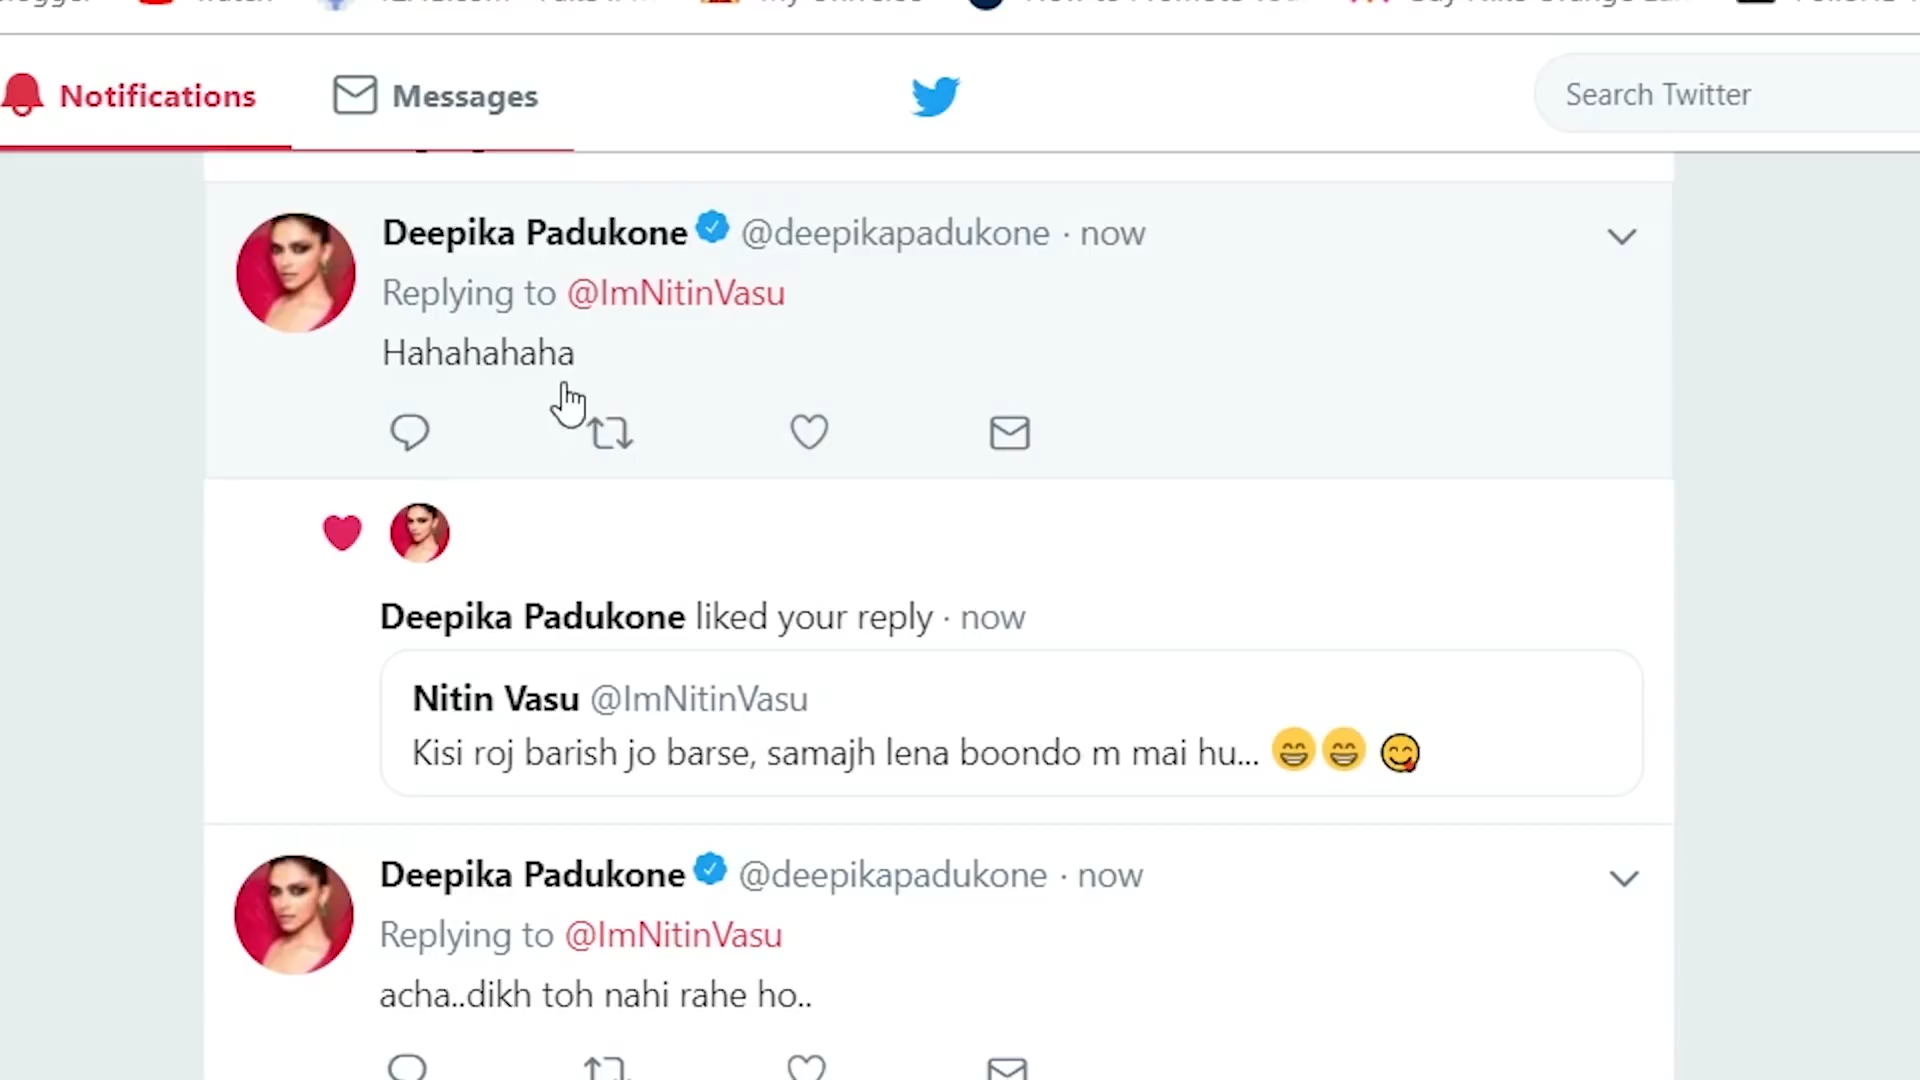 Notifications
Messages
Search Twitter
Deepika Padukone @deepikapadukone · now
Replying to @ImNitinVasu
Hahahahaha
Deepika Padukone liked your reply · now
Nitin Vasu @ImNitinVasu
Kisi roj barish jo barse, samajh lena boondo m mai hu... 😄😄 😋
Deepika Padukone @deepikapadukone · now
Replying to @ImNitinVasu
acha..dikh toh nahi rahe ho..